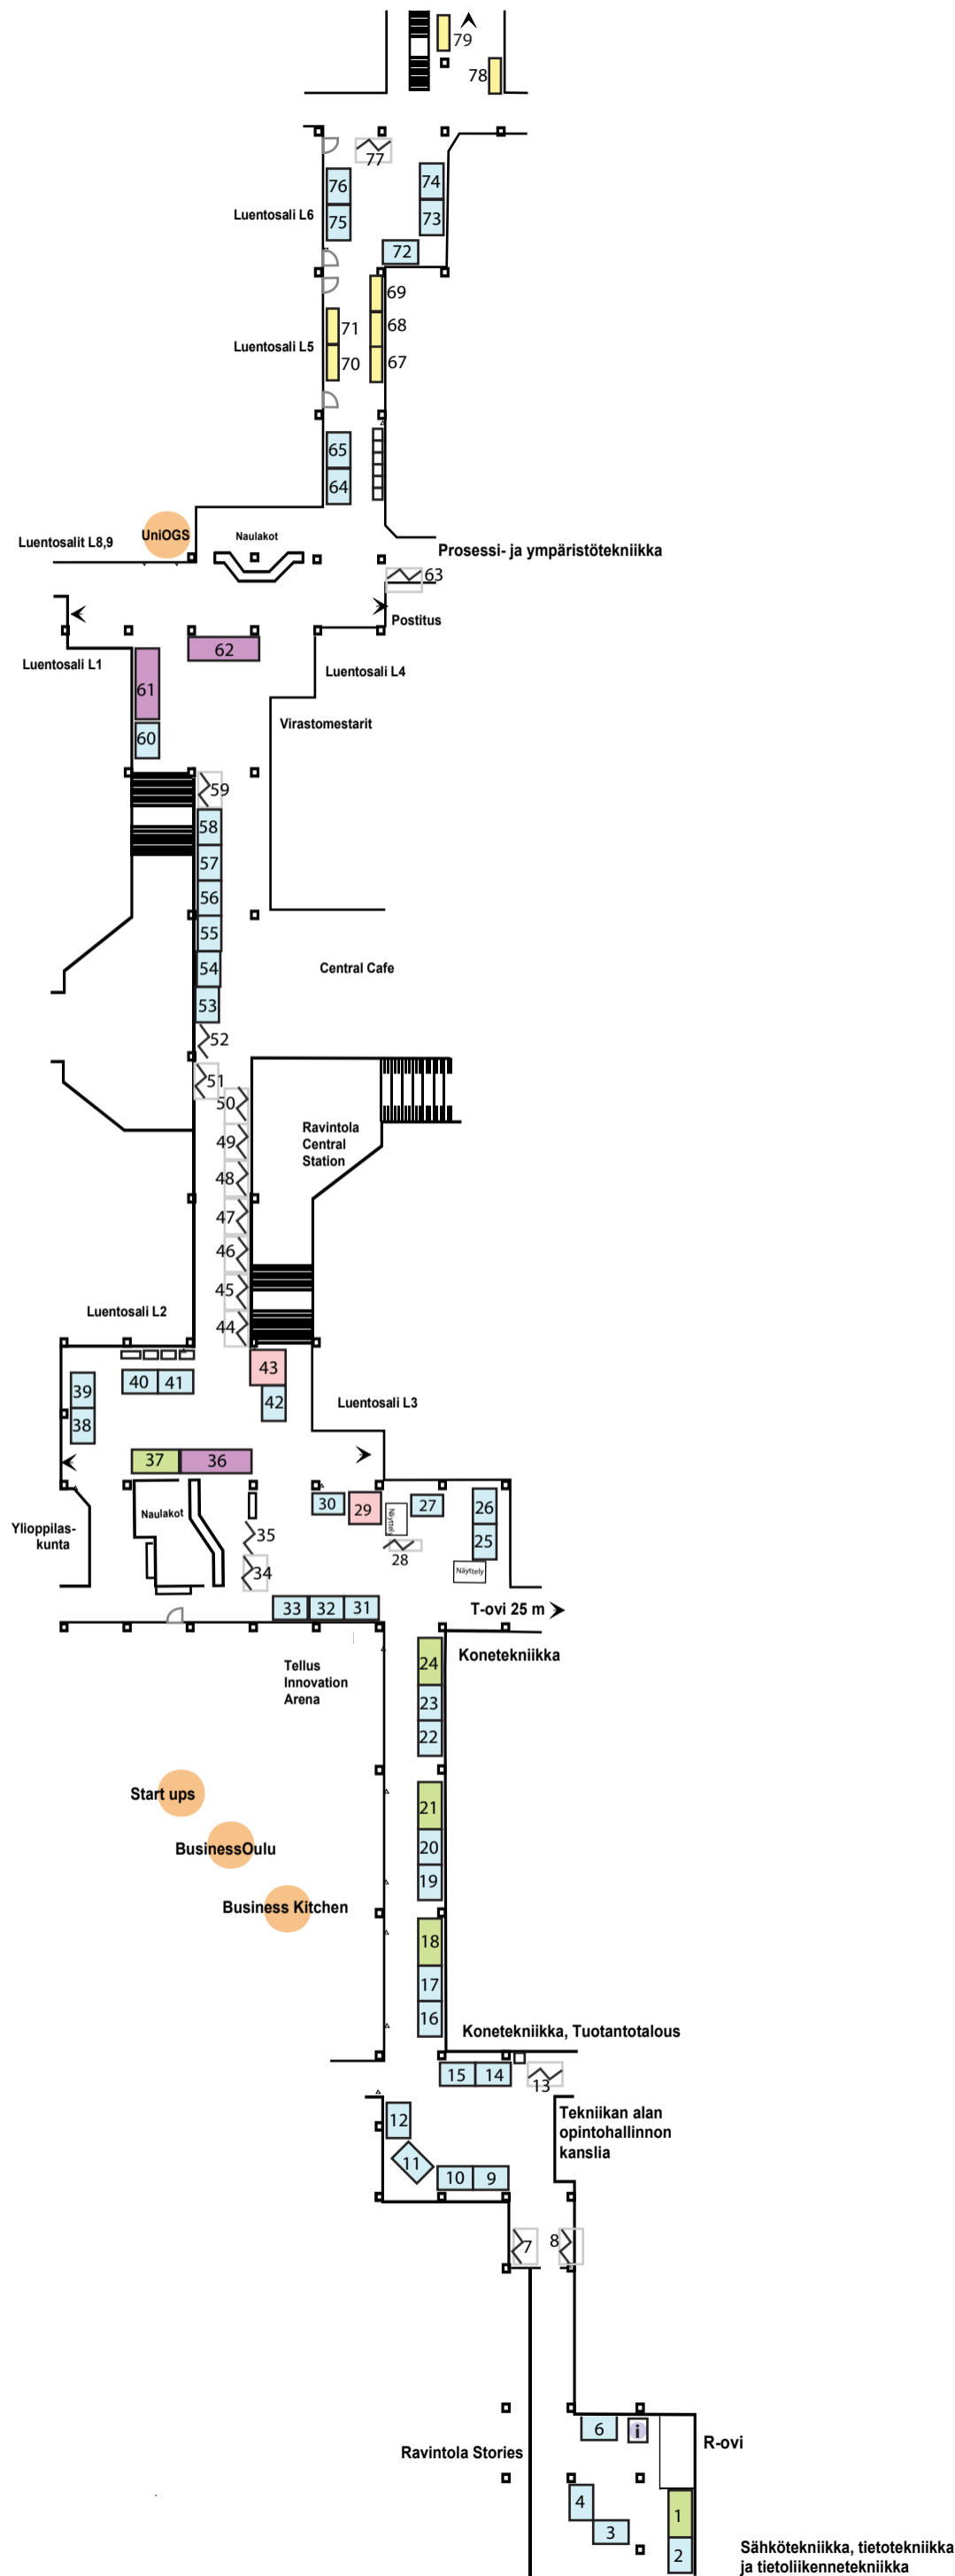 79
78
77
76
74
Luentosali L6
75
73
72
69
71
68
Luentosali L5
70
67
65
64
UniOGS
Naulakot
Luentosalit L8,9
Prosessi- ja ympäristötekniikka
63
Postitus
62
Luentosali L1
Luentosali L4
61
Virastomestarit
60
59
58
57
56
55
54
Central Cafe
53
52
51
50
Ravintola
Central
Station
49
48
47
46
45
Luentosali L2
44
43
40
41
39
42
Luentosali L3
38
37
36
30
29
27
26
Näyttely
Naulakot
Ylioppilas-
kunta
35
25
28
34
Näyttely
33
32
31
T-ovi 25 m
Konetekniikka
Tellus
Innovation
Arena
24
23
22
Start ups
21
BusinessOulu
20
19
Business Kitchen
18
17
16
Konetekniikka, Tuotantotalous
15
14
13
12
Tekniikan alan
opintohallinnon
kanslia
11
10
9
7
8
6
i
R-ovi
Ravintola Stories
4
1
3
2
Sähkötekniikka, tietotekniikka
ja tietoliikennetekniikka